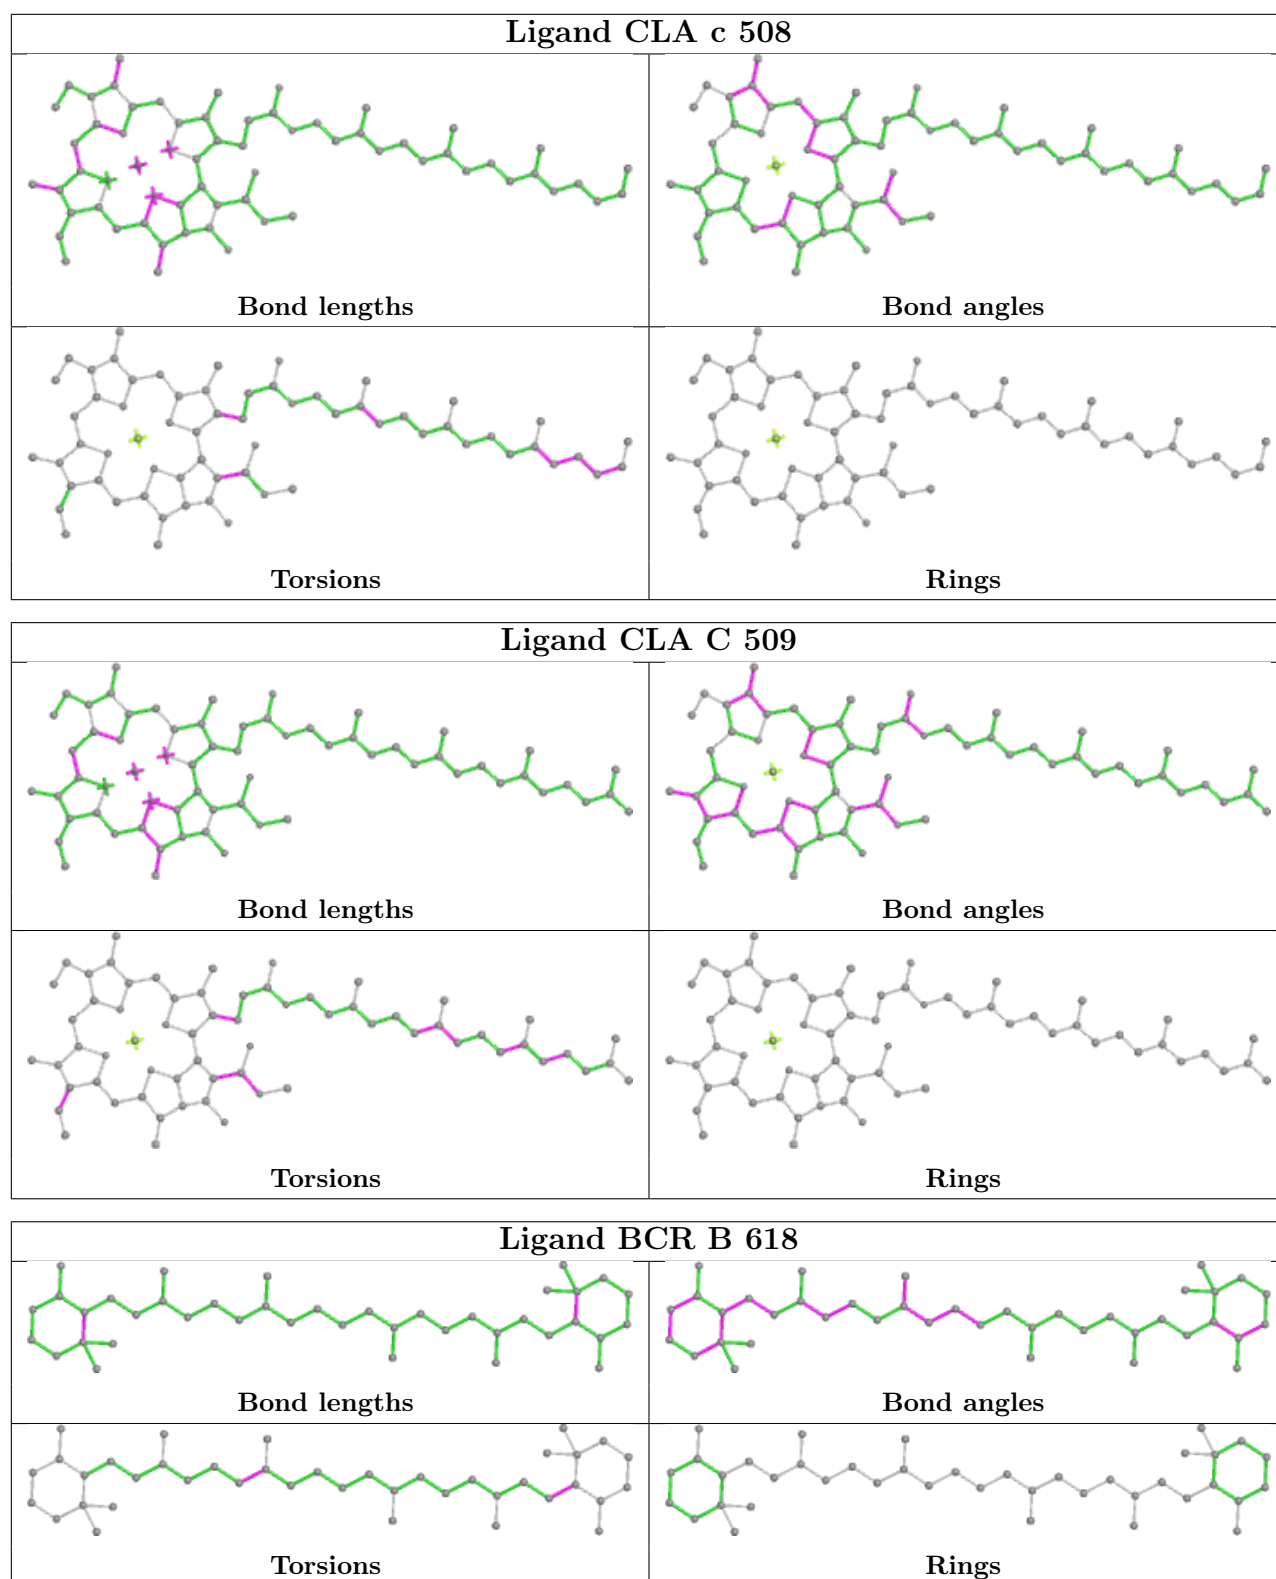 Ligand CLA c 508
Bond lengths
Bond angles
Torsions
Rings
Ligand CLA C 509
Bond lengths
Bond angles
Torsions
Rings
Ligand BCR B 618
Bond lengths
Bond angles
Torsions
Rings